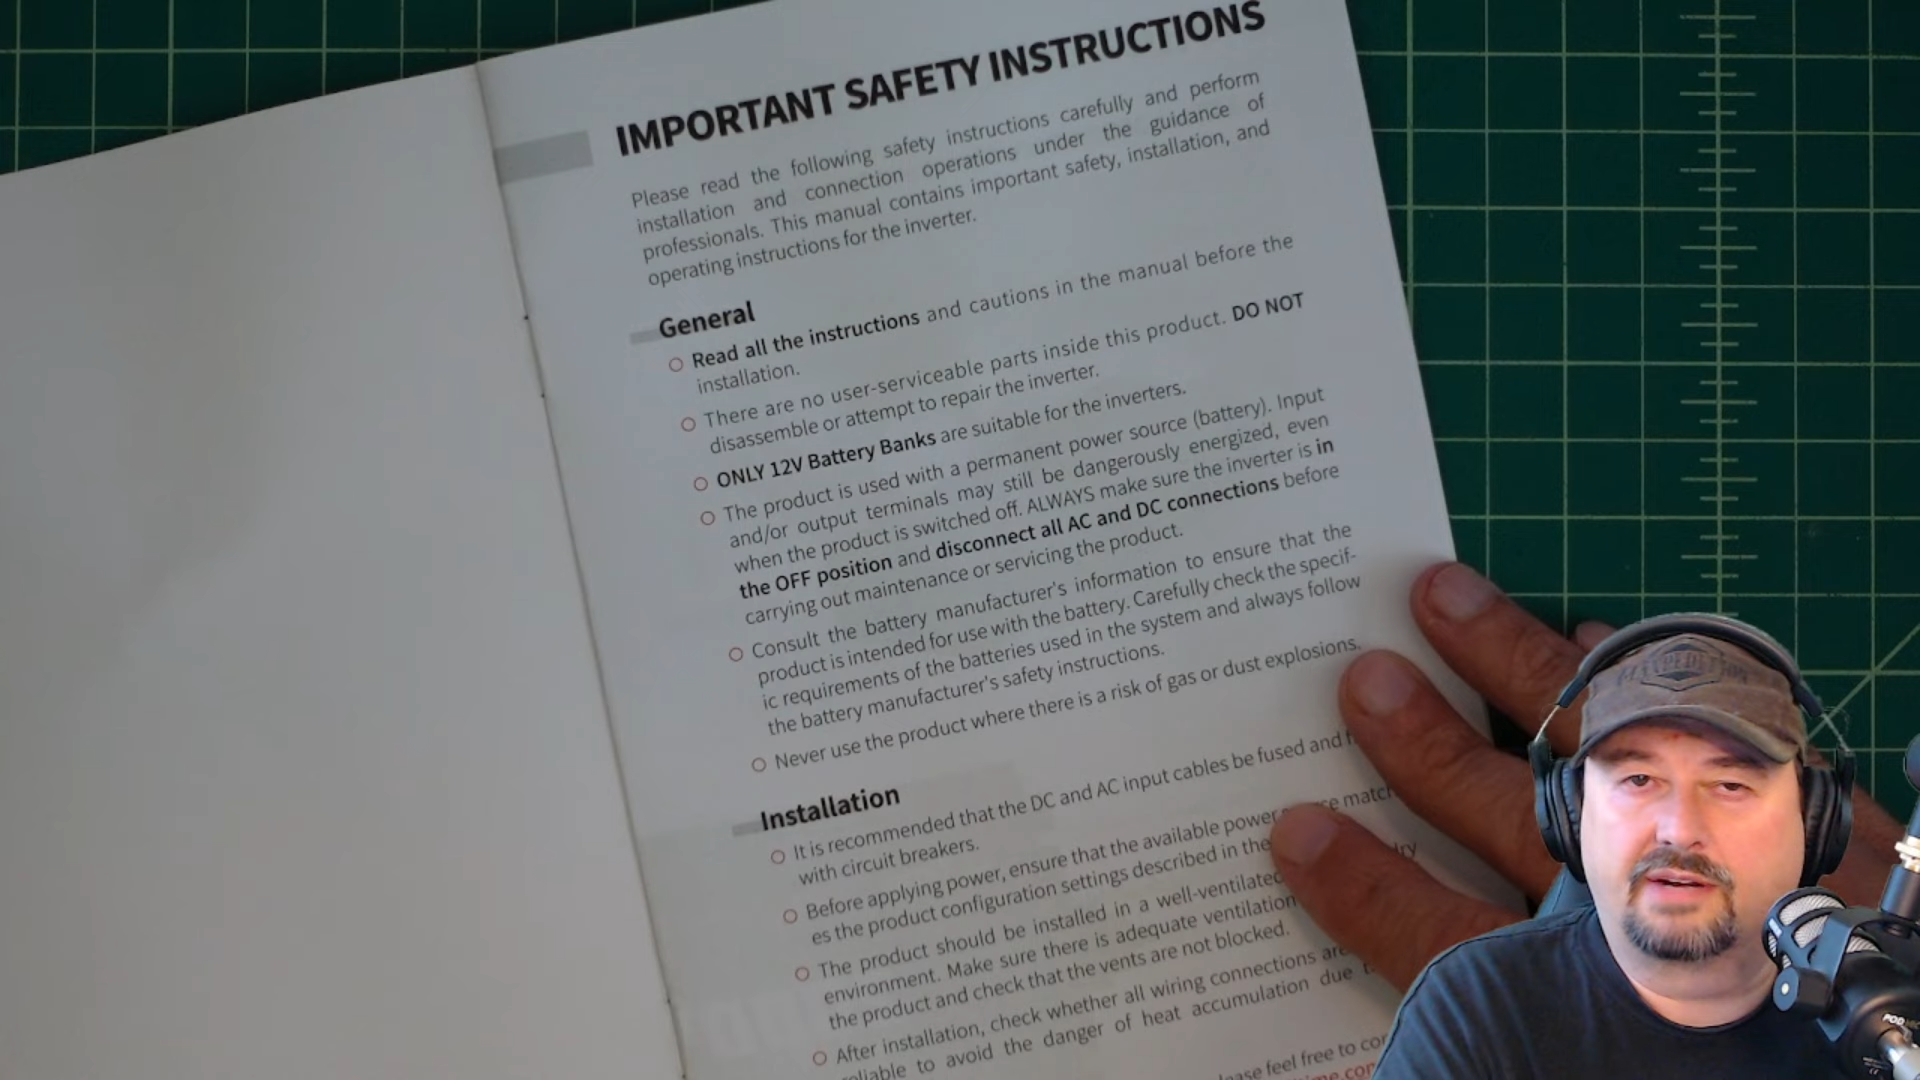 IMPORTANT SAFETY INSTRUCTIONS
Please read the following safety instructions carefully and perform
installation and connection operations under the guidance of
professionals. This manual contains important safety, installation, and
operating instructions for the inverter.
General
Read all the instructions and cautions in the manual before the
installation.
There are no user-serviceable parts inside this product. DO NOT
disassemble or attempt to repair the inverter.
ONLY 12V Battery Banks are suitable for the inverters.
The product is used with a permanent power source (battery). Input
and/or output terminals may still be dangerously energized, even
when the product is switched off. ALWAYS make sure the inverter is in
the OFF position and disconnect all AC and DC connections before
carrying out maintenance or servicing the product.
Consult the battery manufacturer's information to ensure that the
product is intended for use with the battery. Carefully check the specif-
ic requirements of the batteries used in the system and always follow
the battery manufacturer's safety instructions.
Never use the product where there is a risk of gas or dust explosions.
Installation
It is recommended that the DC and AC input cables be fused and
with circuit breakers.
Before applying power, ensure that the available power match
es the product configuration settings described in the
The product should be installed in a well-ventilated dry
environment. Make sure there is adequate ventilation
the product and check that the vents are not blocked.
After installation, check whether all wiring connections are
reliable to avoid the danger of heat accumulation due
please feel free to